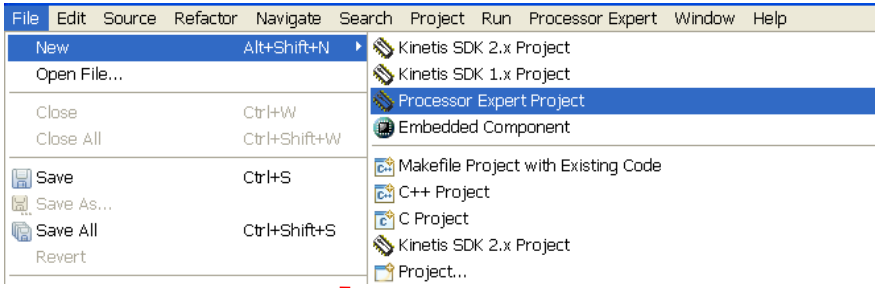 File Edit Source Refactor Navigate Search Project Run Processor Expert Window Help
New Alt+Shift+N
Open File...
Close Ctrl+W
Close All Ctrl+Shift+W
Save Ctrl+S
Save As...
Save All Ctrl+Shift+S
Revert
Kinetis SDK 2.x Project
Kinetis SDK 1.x Project
Processor Expert Project
Embedded Component
Makefile Project with Existing Code
C++ Project
C Project
Kinetis SDK 2.x Project
Project...